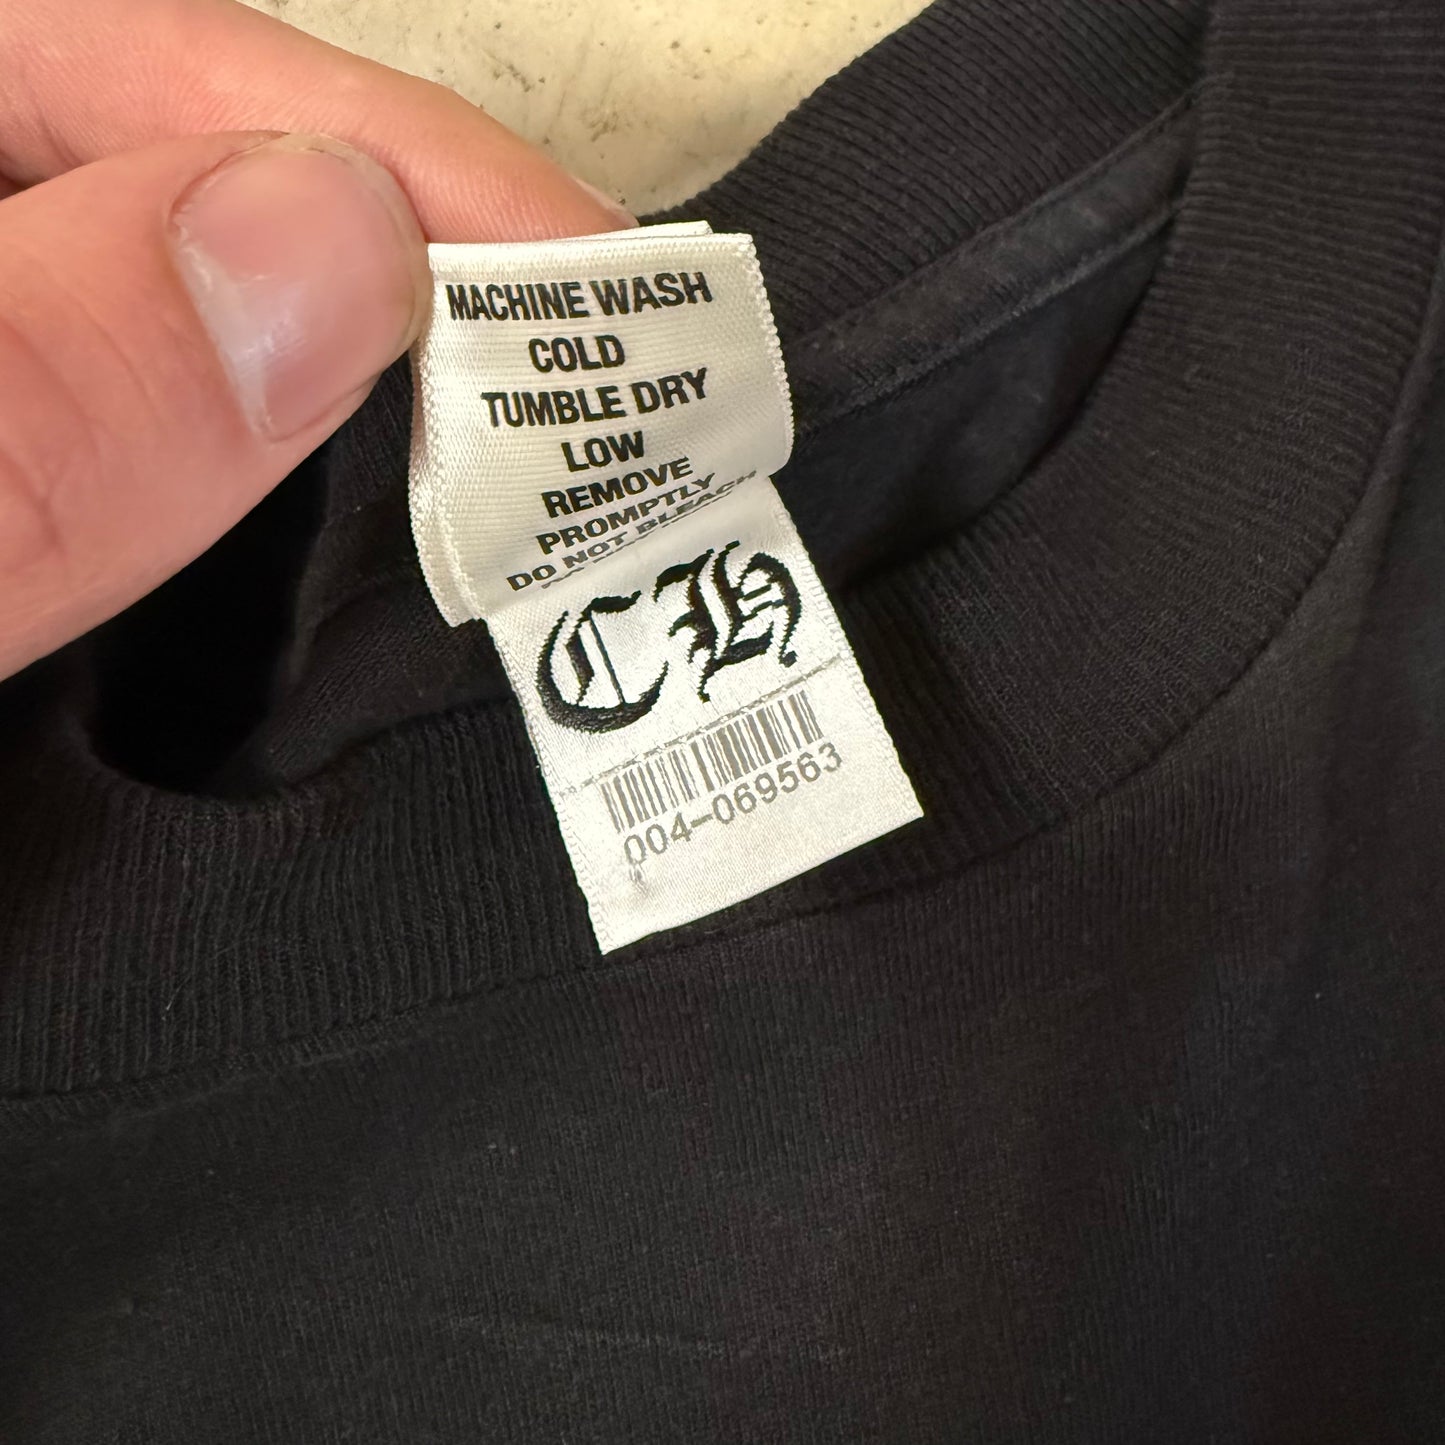 MACHINE WASH
COLD
TUMBLE DRY
LOW
REMOVE
PROMPTLY
DO NOT BLEACH
CH
004-069563